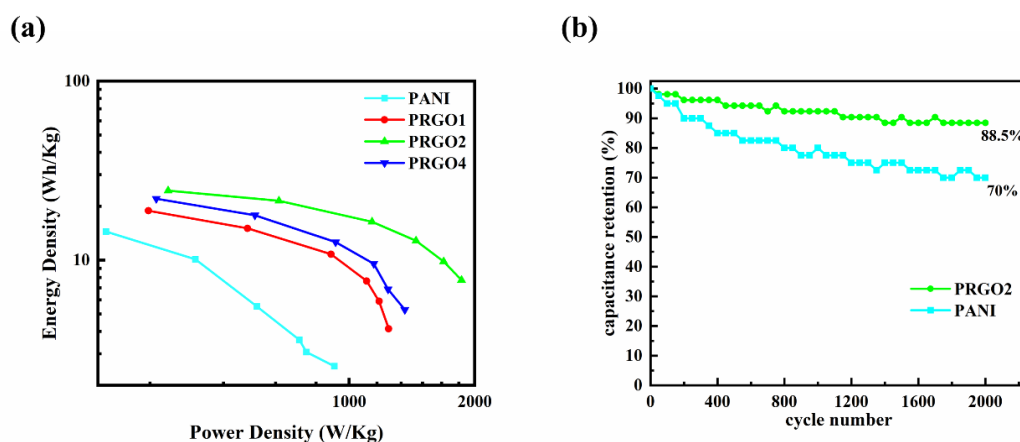 (a)
100
10
Energy Density (Wh/Kg)
PANI
PRGO1
PRGO2
PRGO4
1000
2000
Power Density (W/Kg)
(b)
100
90
80
70
60
50
40
30
20
10
0
capacitance retention (%)
88.5%
70%
PRGO2
PANI
0
400
800
1200
1600
2000
cycle number